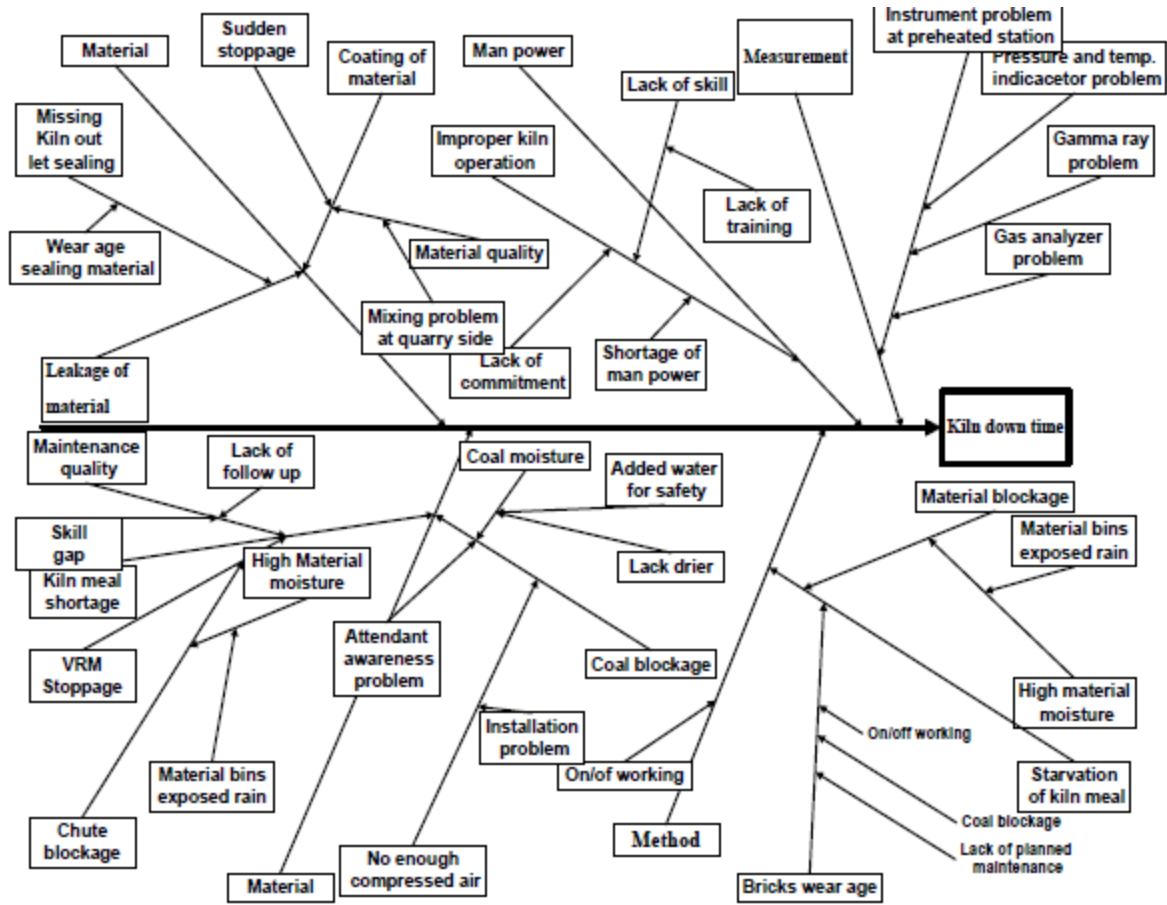 Material
Sudden
stoppage
Coating of
material
Man power
Measurement
Instrument problem
at preheated station
Pressure and temp.
indicacetor problem
Lack of skill
Missing
Kiln out
let sealing
Improper kiln
operation
Gamma ray
problem
Lack of
training
Wear age
sealing material
Material quality
Gas analyzer
problem
Mixing problem
at quarry side
Leakage of
material
Lack of
commitment
Shortage of
man power
Kiln down time
Maintenance
quality
Lack of
follow up
Coal moisture
Added water
for safety
Material blockage
Skill
gap
Material bins
exposed rain
High Material
moisture
Lack drier
Kiln meal
shortage
Attendant
awareness
problem
VRM
Stoppage
Coal blockage
High material
moisture
Installation
problem
On/off working
Material bins
exposed rain
On/of working
Starvation
of kiln meal
Chute
blockage
Method
Coal blockage
Lack of planned
maintenance
No enough
compressed air
Material
Bricks wear age